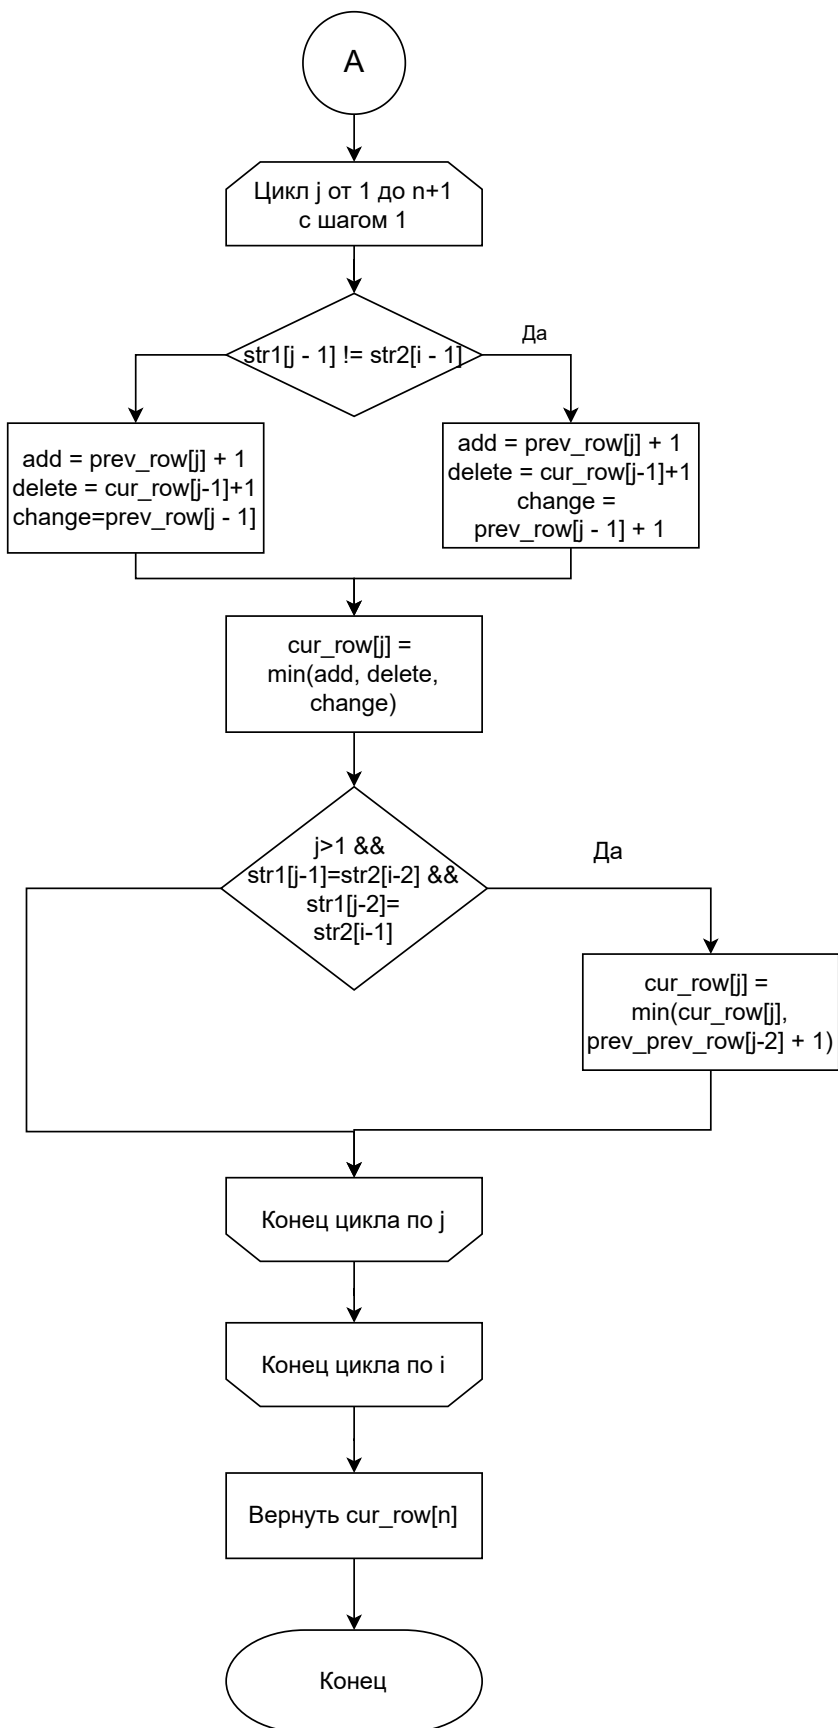 A
Цикл j от 1 до n+1
с шагом 1
str1[j - 1] != str2[i - 1]
Да
add = prev_row[j] + 1
delete = cur_row[j-1]+1
change=prev_row[j - 1]
add = prev_row[j] + 1
delete = cur_row[j-1]+1
change =
prev_row[j - 1] + 1
cur_row[j] =
min(add, delete,
change)
j>1 &&
str1[j-1]=str2[i-2] &&
str1[j-2]=
str2[i-1]
Да
cur_row[j] =
min(cur_row[j],
prev_prev_row[j-2] + 1)
Конец цикла по j
Конец цикла по i
Вернуть cur_row[n]
Конец